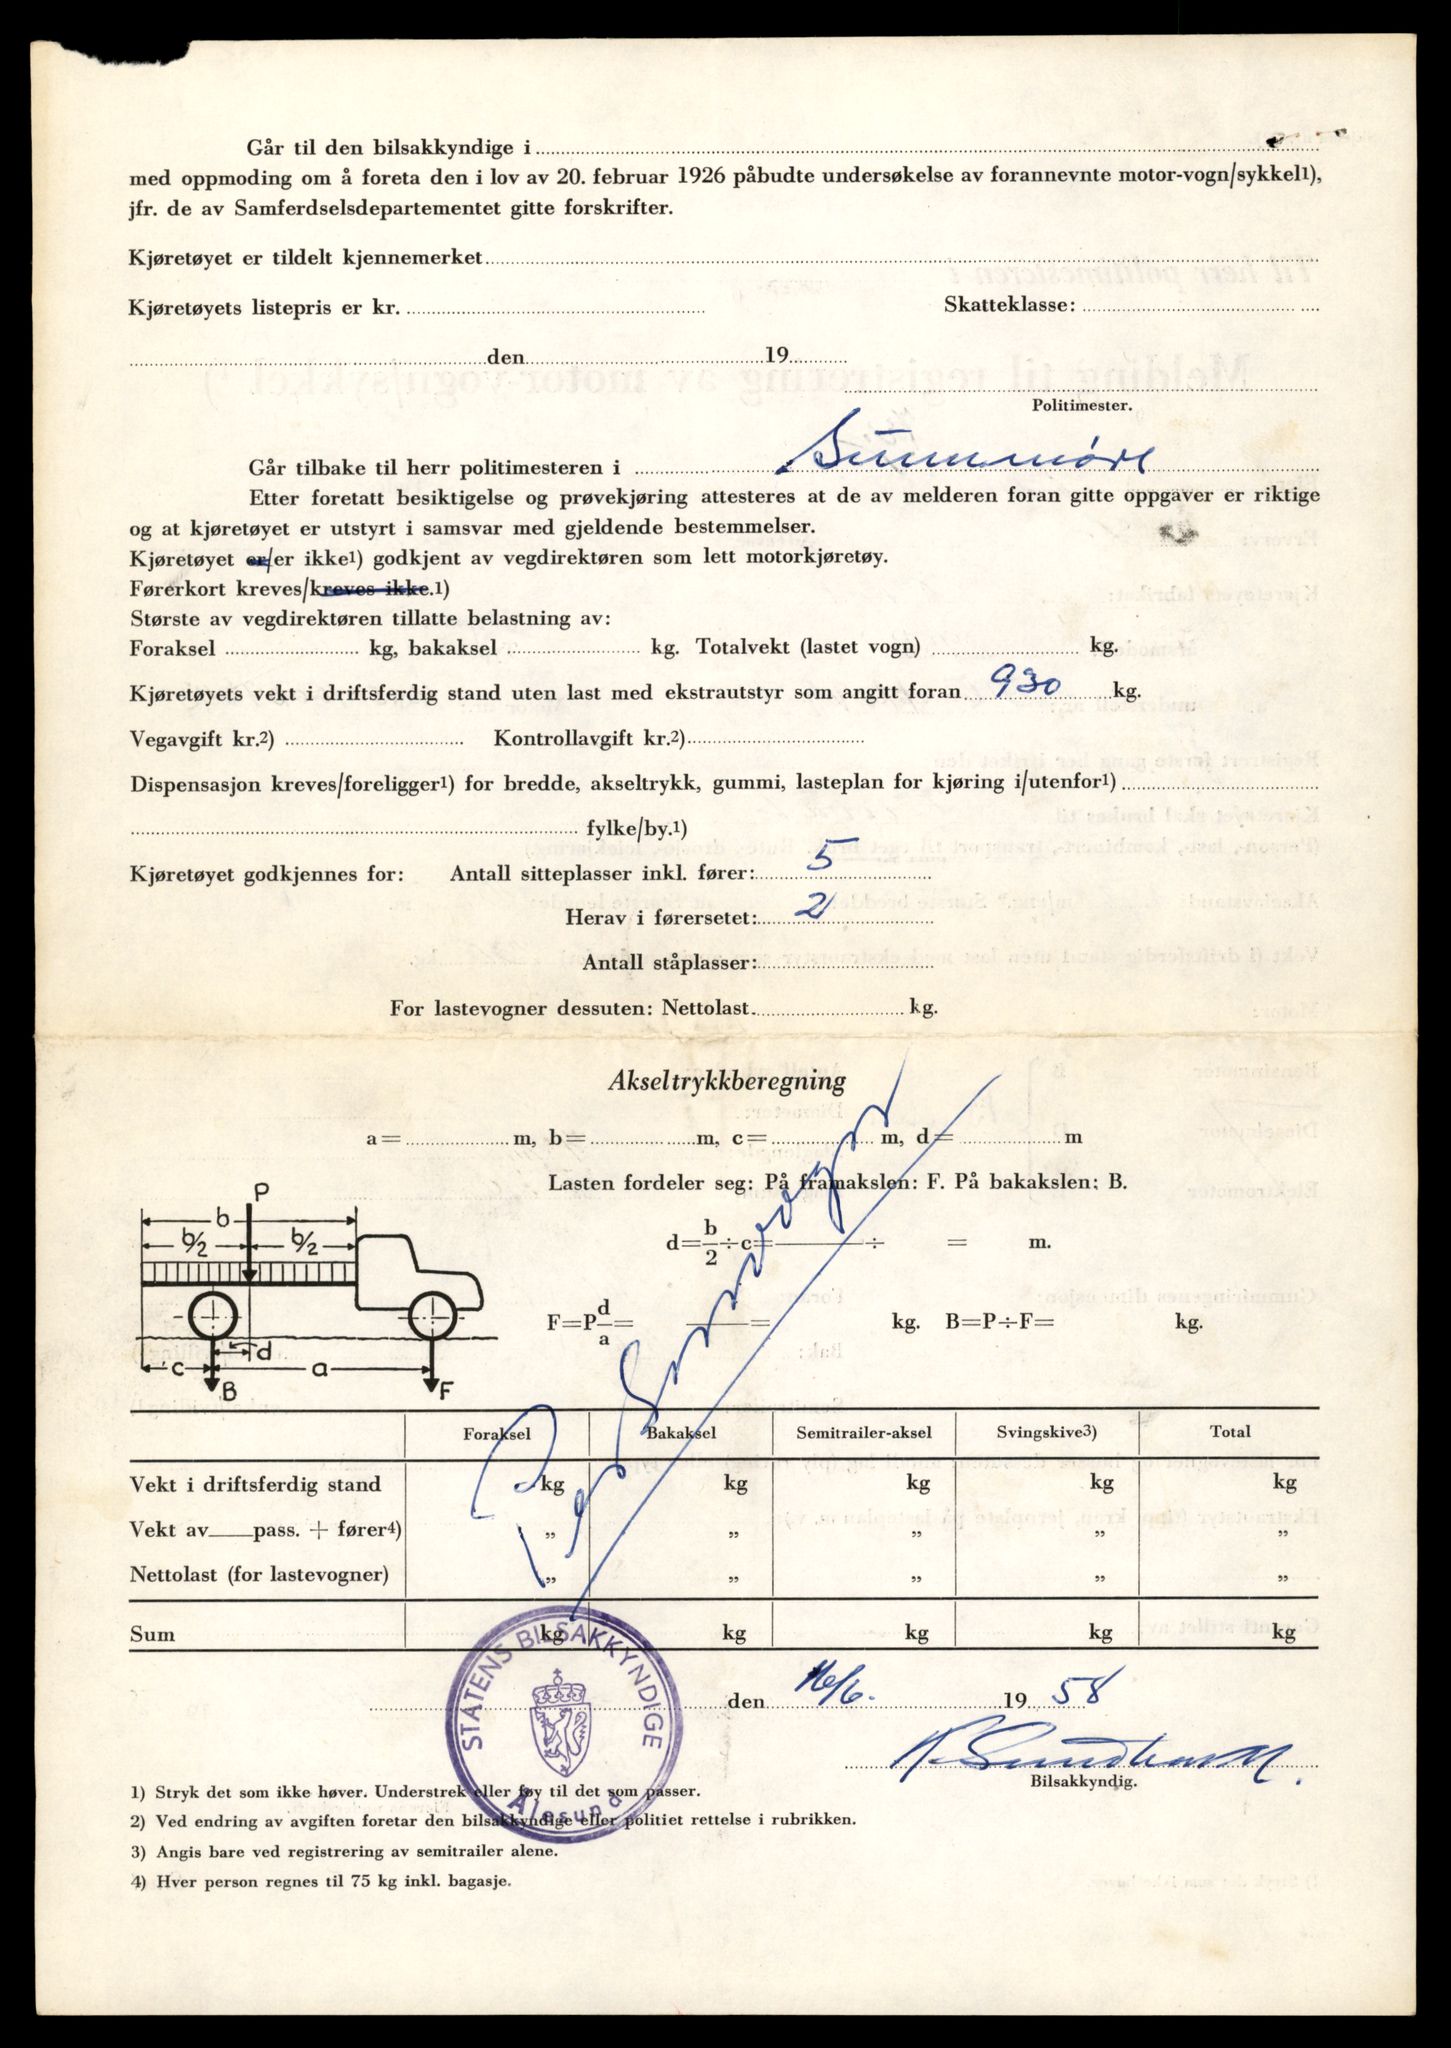 Går til den bilsakkyndige i
med oppmoding om å foreta den i lov av 20. februar 1926 påbudte undersøkelse av forannevnte motor-vogn/sykkel1),
jfr. de av Samferdselsdepartementet gitte forskrifter.
Kjøretøyet er tildelt kjennemerket
Kjøretøyets listepris er kr. Skatteklasse:
den 19
Politimester.
Går tilbake til herr politimesteren i Sunnmøre
Etter foretatt besiktigelse og prøvekjøring attesteres at de av melderen foran gitte oppgaver er riktige
og at kjøretøyet er utstyrt i samsvar med gjeldende bestemmelser.
Kjøretøyet er/er ikke1) godkjent av vegdirektøren som lett motorkjøretøy.
Førerkort kreves/kreves ikke.1)
Største av vegdirektøren tillatte belastning av:
Foraksel kg, bakaksel kg. Totalvekt (lastet vogn) kg.
Kjøretøyets vekt i driftsferdig stand uten last med ekstrautstyr som angitt foran 930 kg.
Vegavgift kr.2) Kontrollavgift kr.2)
Dispensasjon kreves/foreligger1) for bredde, akseltrykk, gummi, lasteplan for kjøring i/utenfor1)
fylke/by.1)
Kjøretøyet godkjennes for: Antall sitteplasser inkl. fører: 5
Herav i førersetet: 2
Antall ståplasser:
For lastevogner dessuten: Nettolast. kg.
Akseltrykkberegning
a= m, b= m, c= m, d= m
Lasten fordeler seg: På framakslen: F. På bakakslen: B.
d= b/2 ÷ c= ÷ = m.
F=P d/a = = kg. B=P÷F= kg.
P
b
b/2 b/2
c d a
B F
Personvogn
Foraksel Bakaksel Semitrailer-aksel Svingskive3) Total
Vekt i driftsferdig stand kg kg kg kg kg
Vekt av pass. + fører4) „ „ „ „ „
Nettolast (for lastevogner) „ „ „ „ „
Sum kg kg kg kg kg
STATENS BILSAKKYNDIGE
Ålesund
den 16/6. 19 58
Bilsakkyndig.
1) Stryk det som ikke høver. Understrek eller føy til det som passer.
2) Ved endring av avgiften foretar den bilsakkyndige eller politiet rettelse i rubrikken.
3) Angis bare ved registrering av semitrailer alene.
4) Hver person regnes til 75 kg inkl. bagasje.